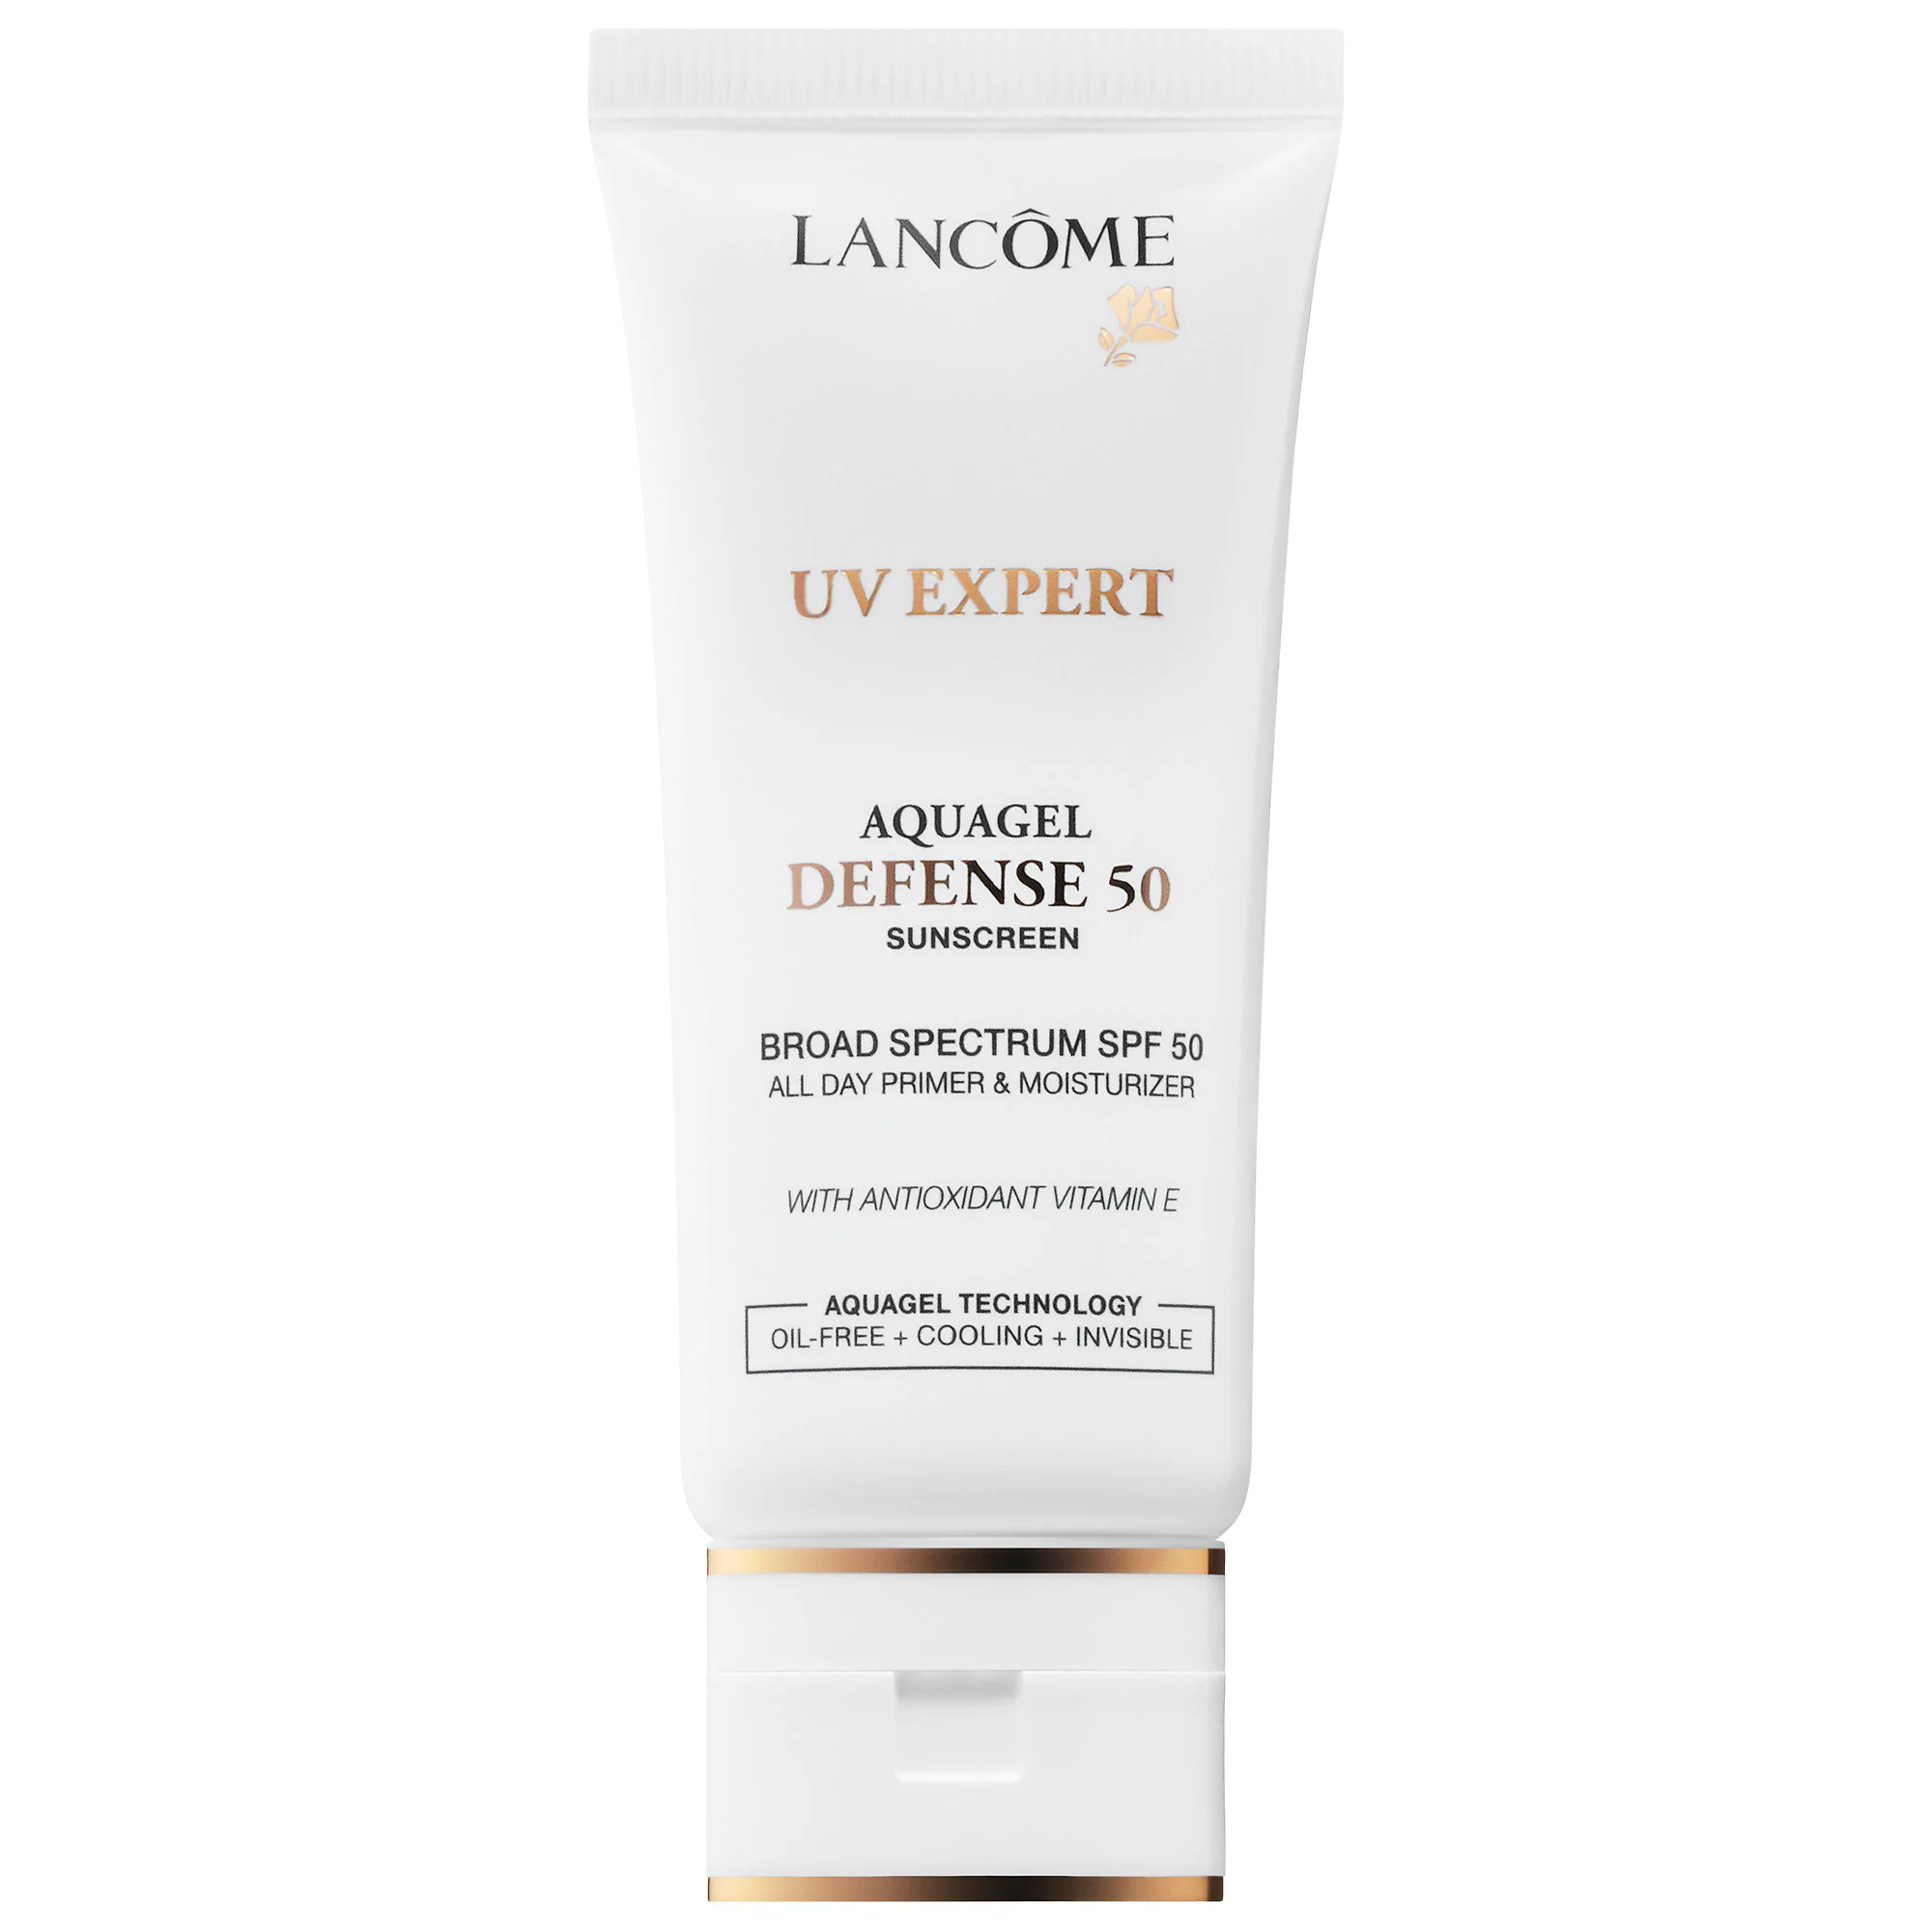 LANCÔME
UV EXPERT
AQUAGEL
DEFENSE 50
SUNSCREEN
BROAD SPECTRUM SPF 50
ALL DAY PRIMER & MOISTURIZER
WITH ANTIOXIDANT VITAMIN E
AQUAGEL TECHNOLOGY
OIL-FREE + COOLING + INVISIBLE